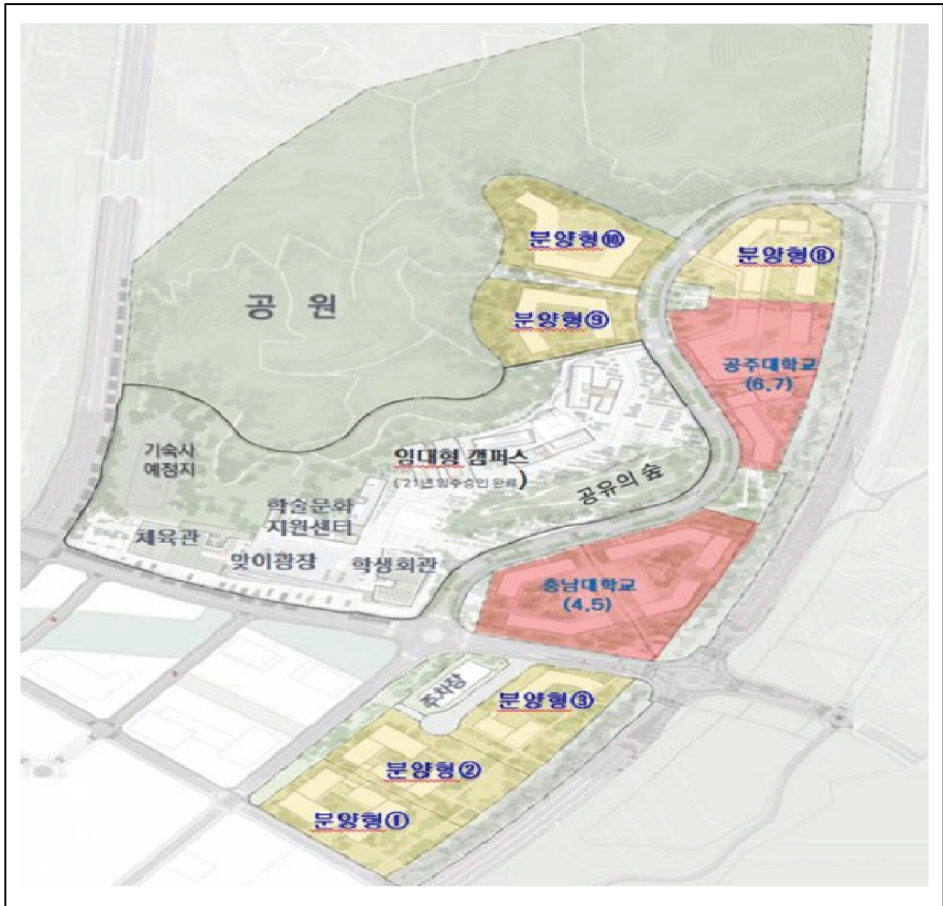 분양형⑩
분양형⑧
공 원
분양형⑨
공주대학교
(6.7)
기숙사
예정지
임대형 캠퍼스
('21년 입주승인 완료)
공유의 숲
학술문화
지원센터
체육관
맞이광장
학생회관
충남대학교
(4.5)
주차장
분양형③
분양형②
분양형①